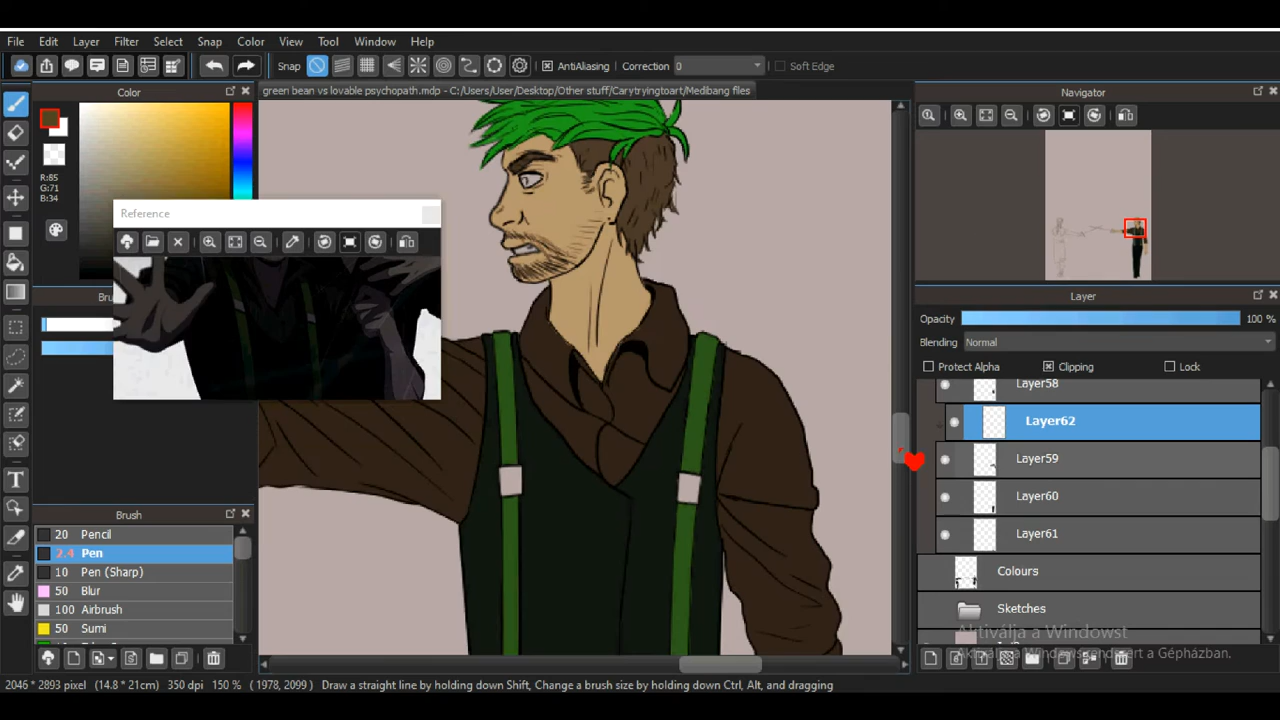 File Edit Layer Filter Select Snap Color View Tool Window Help
Snap AntiAliasing Correction 0 Soft Edge
Color
green bean vs lovable psychopath.mdp - C:/Users/User/Desktop/Other stuff/Carytryingtoart/Medibang files
Navigator
R:85
G:71
B:34
Reference
Layer
Opacity 100 %
Blending Normal
Protect Alpha Clipping Lock
Layer58
Layer62
Layer59
Layer60
Layer61
Colours
Sketches
Brush
20 Pencil
2.4 Pen
10 Pen (Sharp)
50 Blur
100 Airbrush
50 Sumi
Aktiválja a Windowst
2046 * 2893 pixel (14.8 * 21cm) 350 dpi 150 % ( 1978, 2099 ) Draw a straight line by holding down Shift, Change a brush size by holding down Ctrl, Alt, and dragging